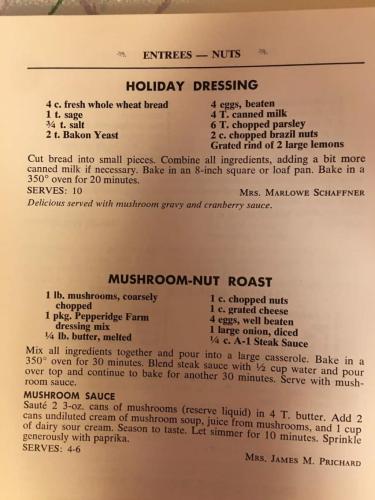 ENTREES — NUTS
HOLIDAY DRESSING
4 c. fresh whole wheat bread
1 t. sage
¾ t. salt
2 t. Bakon Yeast
4 eggs, beaten
4 T. canned milk
6 T. chopped parsley
2 c. chopped brazil nuts
Grated rind of 2 large lemons
Cut bread into small pieces. Combine all ingredients, adding a bit more
canned milk if necessary. Bake in an 8-inch square or loaf pan. Bake in a
350° oven for 20 minutes.
SERVES: 10
MRS. MARLOWE SCHAFFNER
Delicious served with mushroom gravy and cranberry sauce.
MUSHROOM-NUT ROAST
1 lb. mushrooms, coarsely
chopped
1 pkg. Pepperidge Farm
dressing mix
¼ lb. butter, melted
1 c. chopped nuts
1 c. grated cheese
4 eggs, well beaten
1 large onion, diced
¼ c. A-1 Steak Sauce
Mix all ingredients together and pour into a large casserole. Bake in a
350° oven for 30 minutes. Blend steak sauce with ½ cup water and pour
over top and continue to bake for another 30 minutes. Serve with mush-
room sauce.
MUSHROOM SAUCE
Sauté 2 3-oz. cans of mushrooms (reserve liquid) in 4 T. butter. Add 2
cans undiluted cream of mushroom soup, juice from mushrooms, and 1 cup
of dairy sour cream. Season to taste. Let simmer for 10 minutes. Sprinkle
generously with paprika.
SERVES: 4-6
MRS. JAMES M. PRICHARD